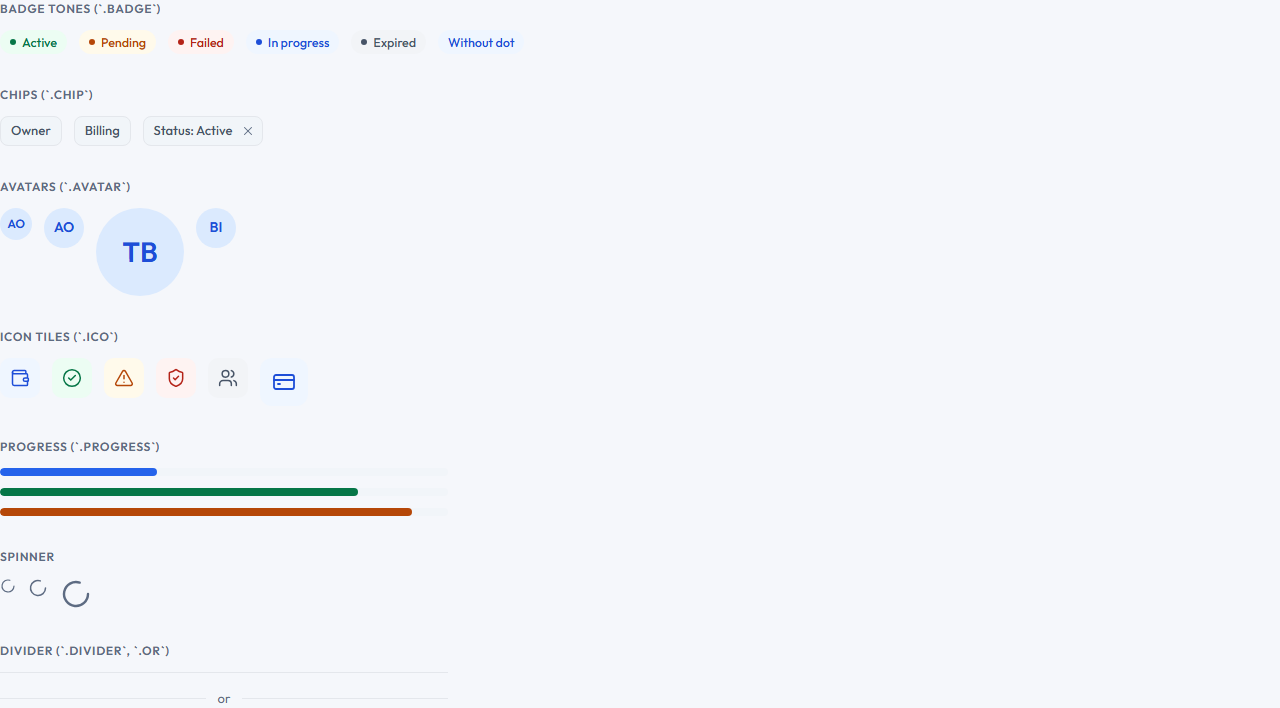 BADGE TONES (`.BADGE`)
Active Pending Failed In progress Expired Without dot
CHIPS (`.CHIP`)
Owner Billing Status: Active
AVATARS (`.AVATAR`)
AO AO TB BI
ICON TILES (`.ICO`)
PROGRESS (`.PROGRESS`)
SPINNER
DIVIDER (`.DIVIDER`, `.OR`)
or